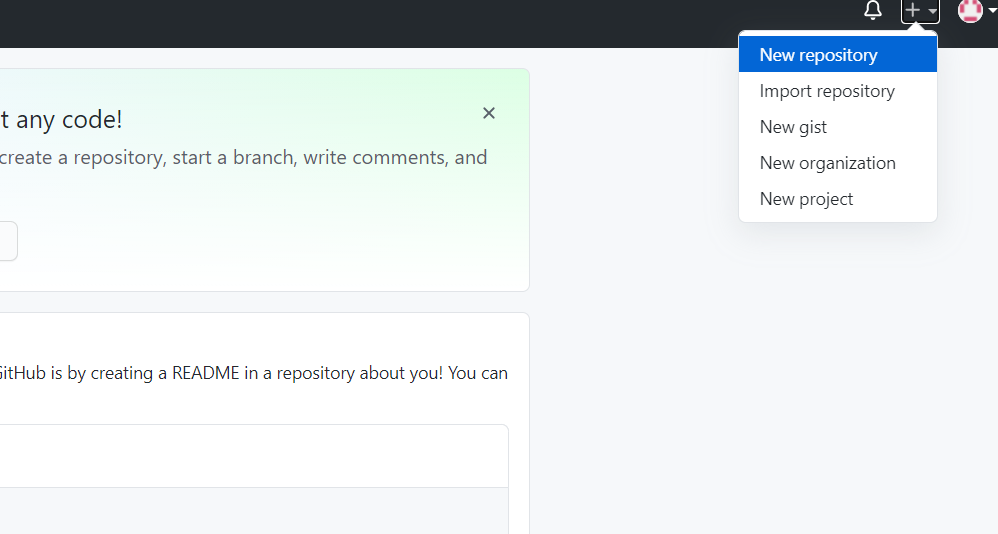 New repository
Import repository
New gist
New organization
New project
t any code!
create a repository, start a branch, write comments, and
GitHub is by creating a README in a repository about you! You can